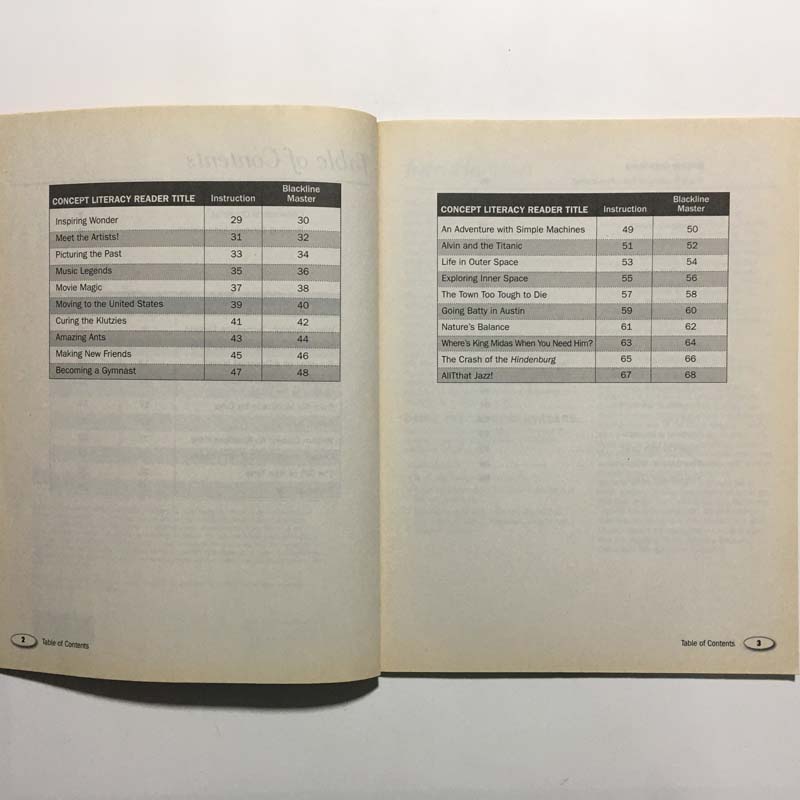 Table of Contents
CONCEPT LITERACY READER TITLE Instruction Blackline Master
Inspiring Wonder 29 30
Meet the Artists! 31 32
Picturing the Past 33 34
Music Legends 35 36
Movie Magic 37 38
Moving to the United States 39 40
Curing the Klutzies 41 42
Amazing Ants 43 44
Making New Friends 45 46
Becoming a Gymnast 47 48
2 Table of Contents
CONCEPT LITERACY READER TITLE Instruction Blackline Master
An Adventure with Simple Machines 49 50
Alvin and the Titanic 51 52
Life in Outer Space 53 54
Exploring Inner Space 55 56
The Town Too Tough to Die 57 58
Going Batty in Austin 59 60
Nature's Balance 61 62
Where's King Midas When You Need Him? 63 64
The Crash of the Hindenburg 65 66
AllTthat Jazz! 67 68
Table of Contents 3